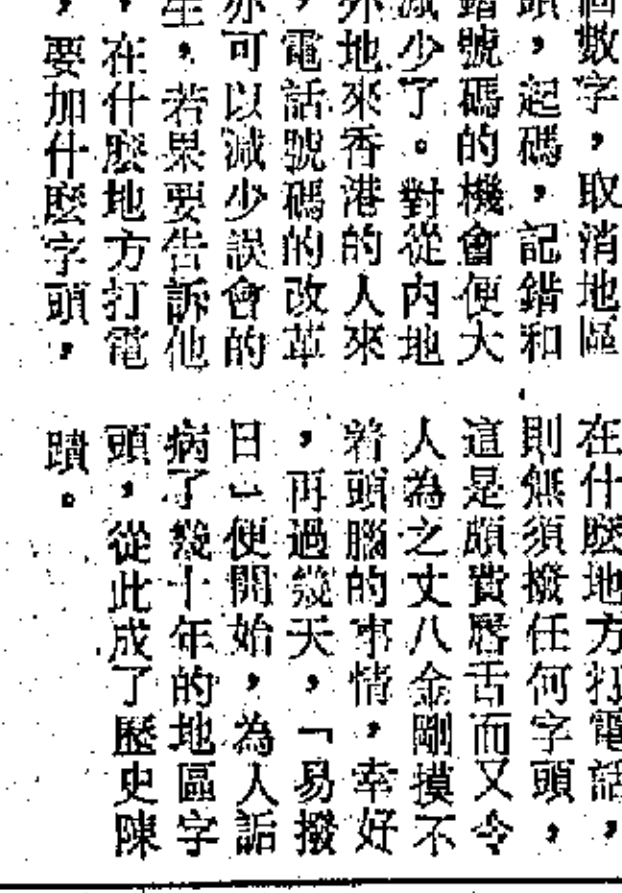 個數字，取消地區
頭，起碼，記錯和
錯號碼的機會便大
減少了。對從內地
外地來香港的人來
，電話號碼的改革
亦可以減少誤會的
生，若果要告訴他
，在什麼地方打電
，要加什麼字頭，
在什麼地方打電話，
則無須撥任何字頭，
這是頗費唇舌而又令
人為之丈八金剛摸不
着頭腦的事情，幸好
，再過幾天，「易撥
日」便開始，為人詬
病了幾十年的地區字
頭，從此成了歷史陳
蹟。